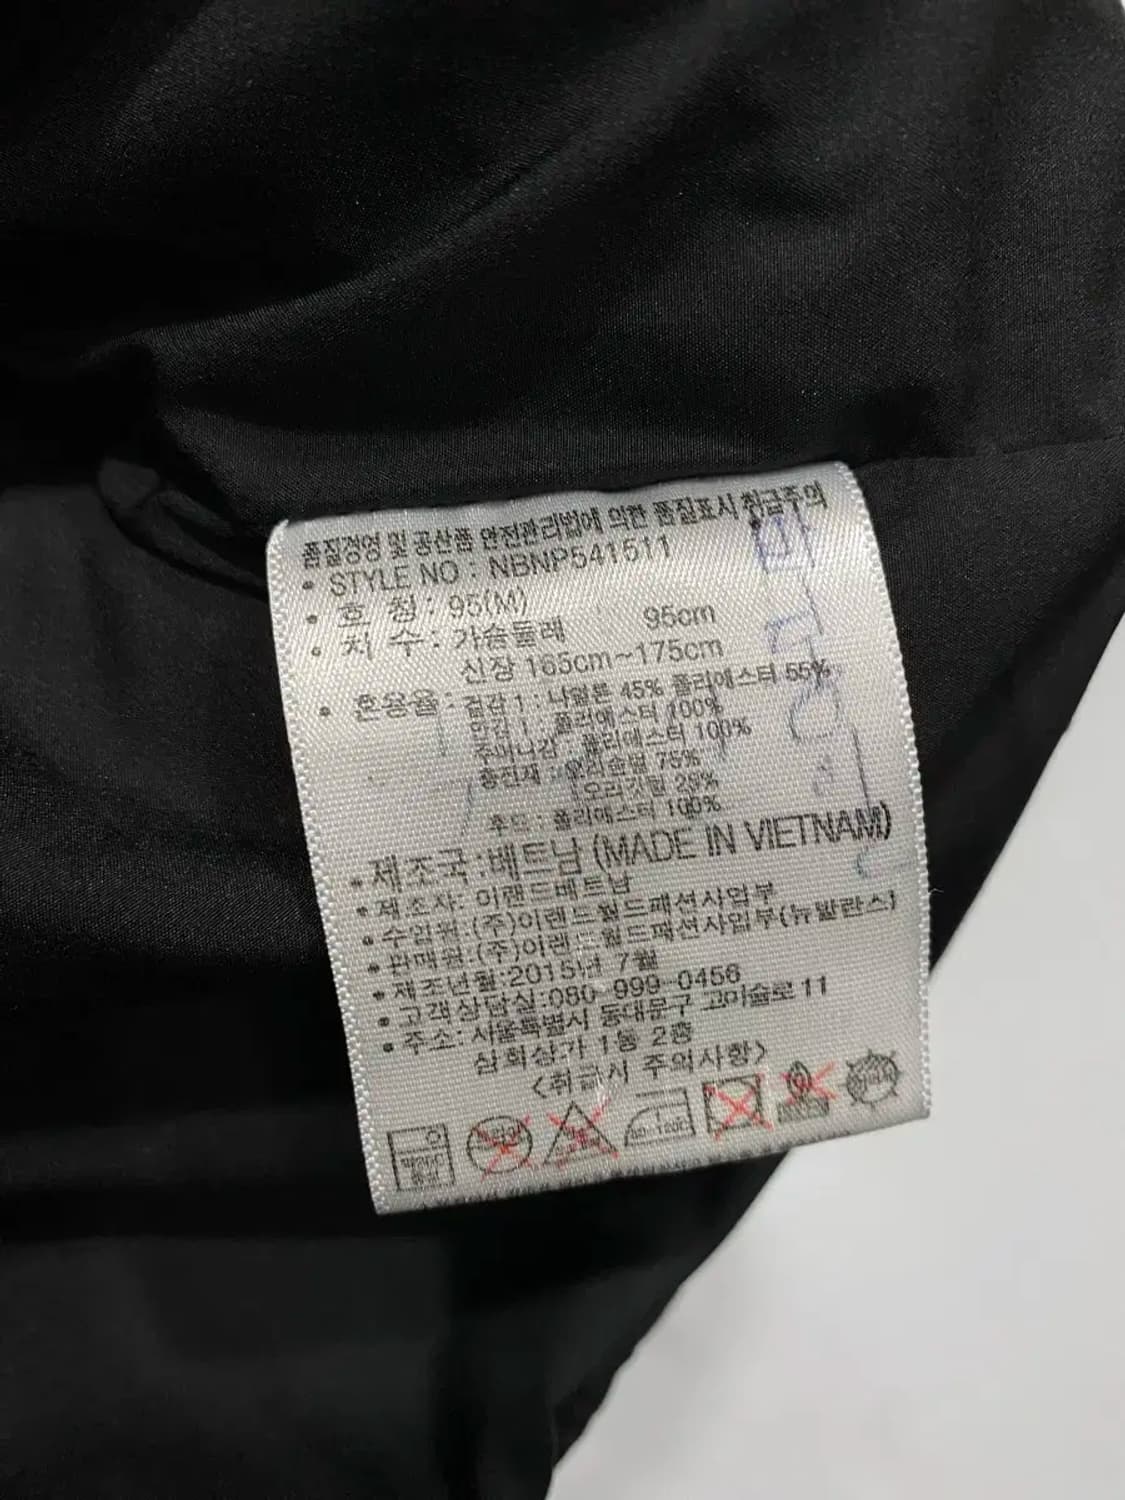 품질경영 및 공산품 안전관리법에 의한 품질표시 취급주의
• STYLE NO : NBNP541511
• 호 칭 : 95(M)
• 치 수 : 가슴둘레 95cm
신장 165cm~175cm
• 혼용율 : 겉감 1 : 나일론 45% 폴리에스터 55%
안감 1 : 폴리에스터 100%
주머니감 : 폴리에스터 100%
충전재 : 오리솜털 75%
오리깃털 25%
후드 : 폴리에스터 100%
• 제조국 : 베트남 (MADE IN VIETNAM)
• 제조자: 이랜드베트남
• 수입원:(주)이랜드월드패션사업부
• 판매원:(주)이랜드월드패션사업부(뉴발란스)
• 제조년월:2015년 7월
• 고객상담실:080-999-0456
• 주소: 서울특별시 동대문구 고미술로 11
삼희상가 1동 2층
<취급시 주의사항>